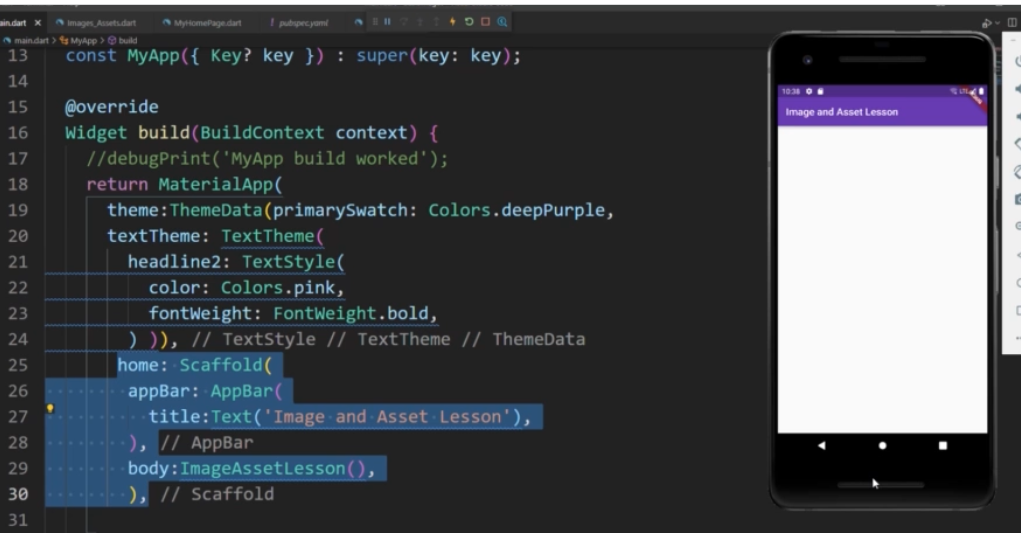 main.dart × Images_Assets.dart MyHomePage.dart pubspec.yaml
main.dart > MyApp > build
13 const MyApp({ Key? key }) : super(key: key);
14
15 @override
16 Widget build(BuildContext context) {
17 //debugPrint('MyApp build worked');
18 return MaterialApp(
19 theme:ThemeData(primarySwatch: Colors.deepPurple,
20 textTheme: TextTheme(
21 headline2: TextStyle(
22 color: Colors.pink,
23 fontWeight: FontWeight.bold,
24 ) )), // TextStyle // TextTheme // ThemeData
25 home: Scaffold(
26 appBar: AppBar(
27 title:Text('Image and Asset Lesson'),
28 ), // AppBar
29 body:ImageAssetLesson(),
30 ), // Scaffold
31
10:38
Image and Asset Lesson